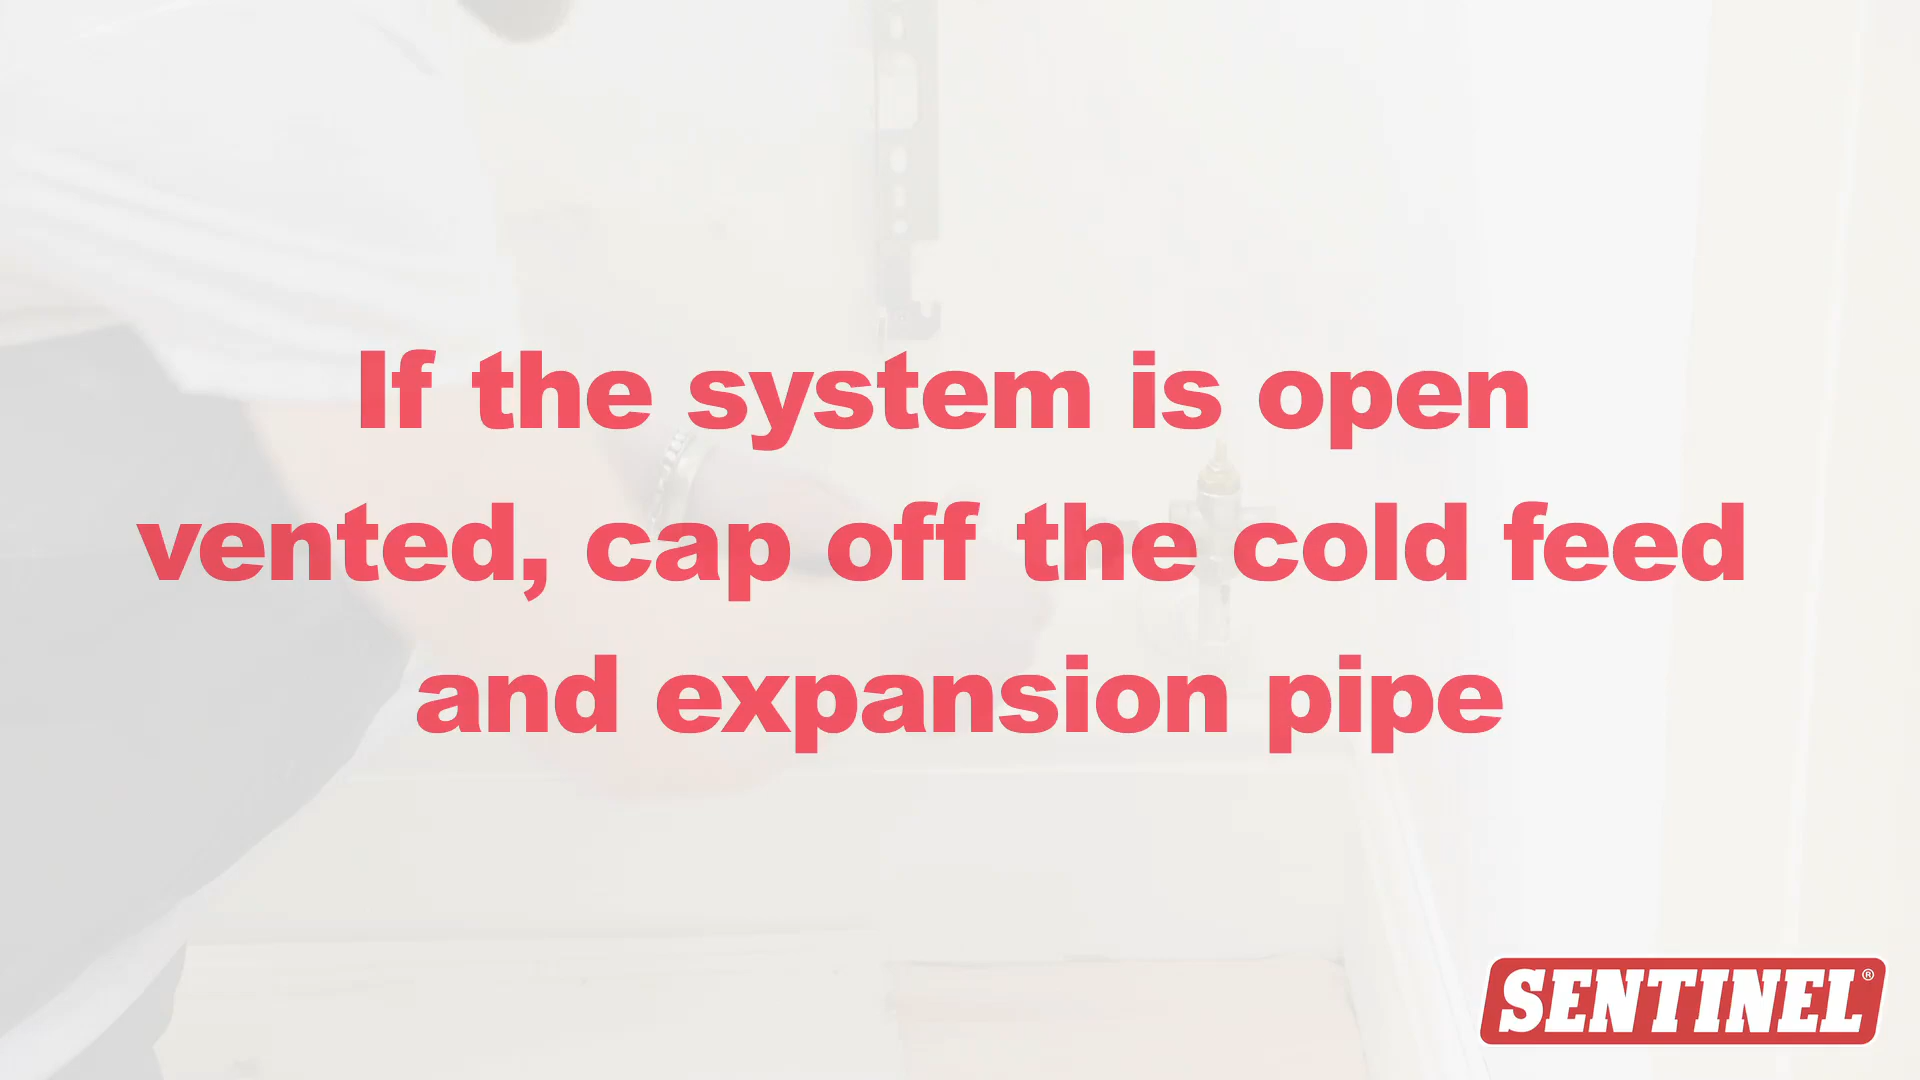 If the system is open
vented, cap off the cold feed
and expansion pipe
SENTINEL®